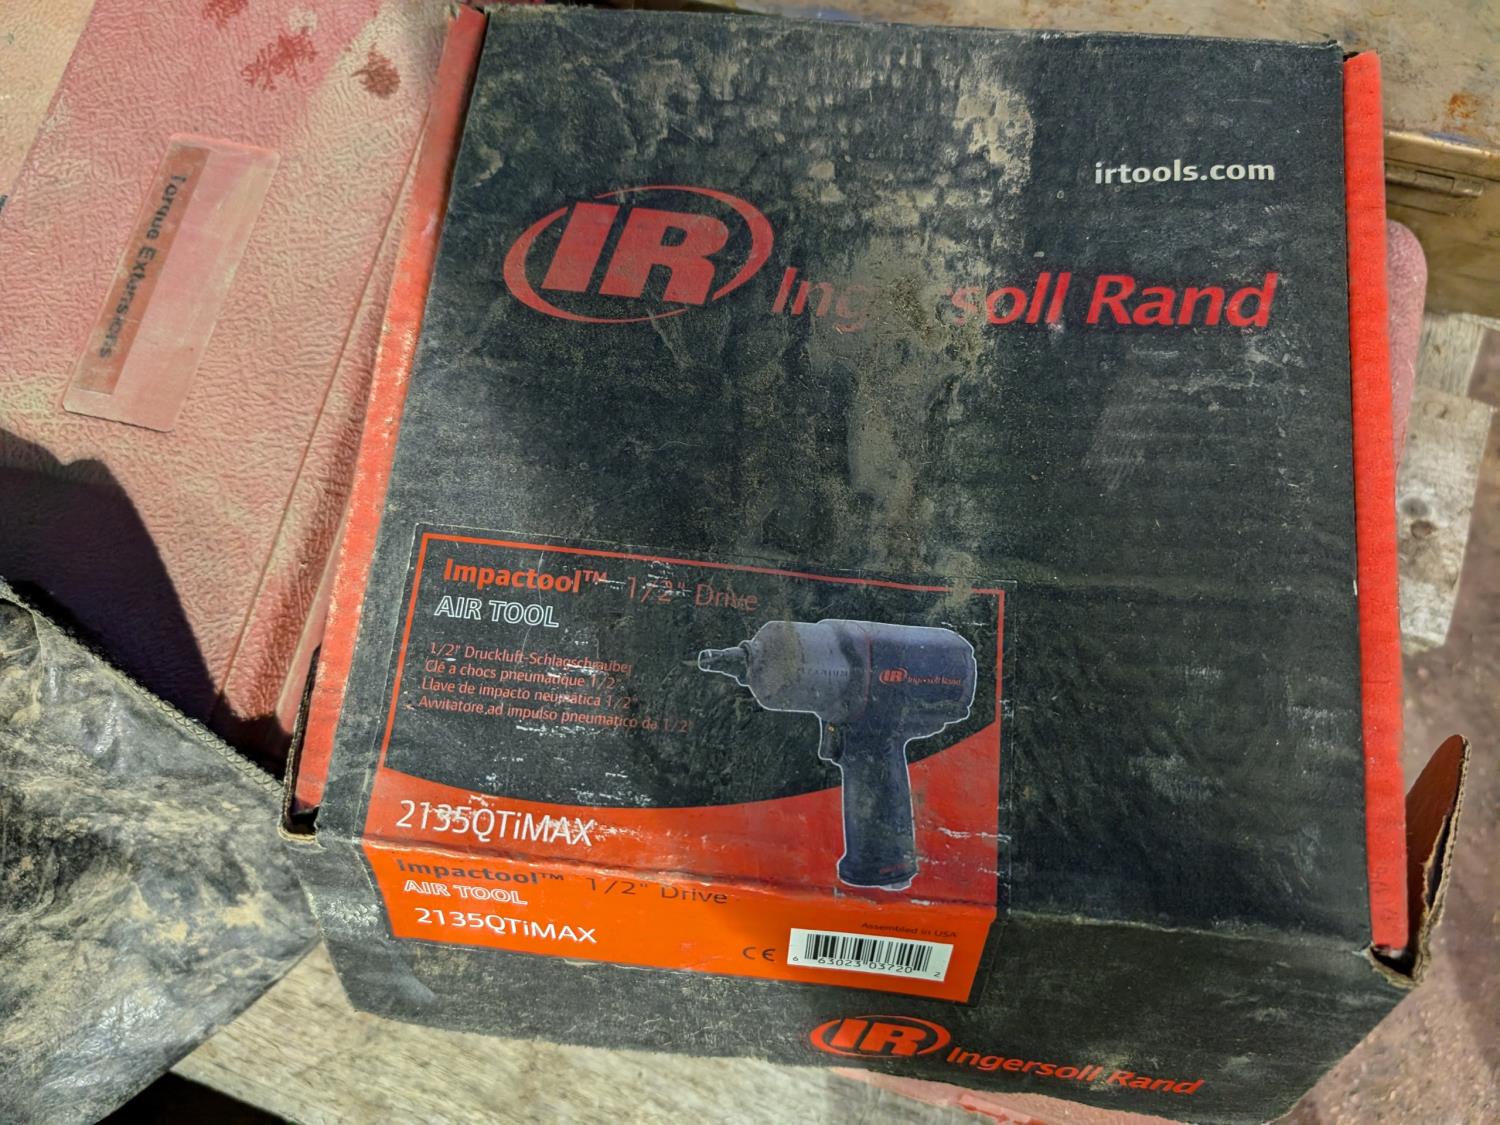 Torque Extensions
irtools.com
IR Ingersoll Rand
Impactool™ 1/2" Drive
AIR TOOL
1/2" Druckluft-Schlagschrauber
Clé a chocs pneumatique 1/2"
Llave de impacto neumática 1/2"
Avvitatore ad impulso pneumatico da 1/2"
IR Ingersoll Rand
2135QTiMAX
Impactool™ 1/2" Drive
AIR TOOL
2135QTiMAX
Assembled in USA
CE
6 63023 03720 2
IR Ingersoll Rand